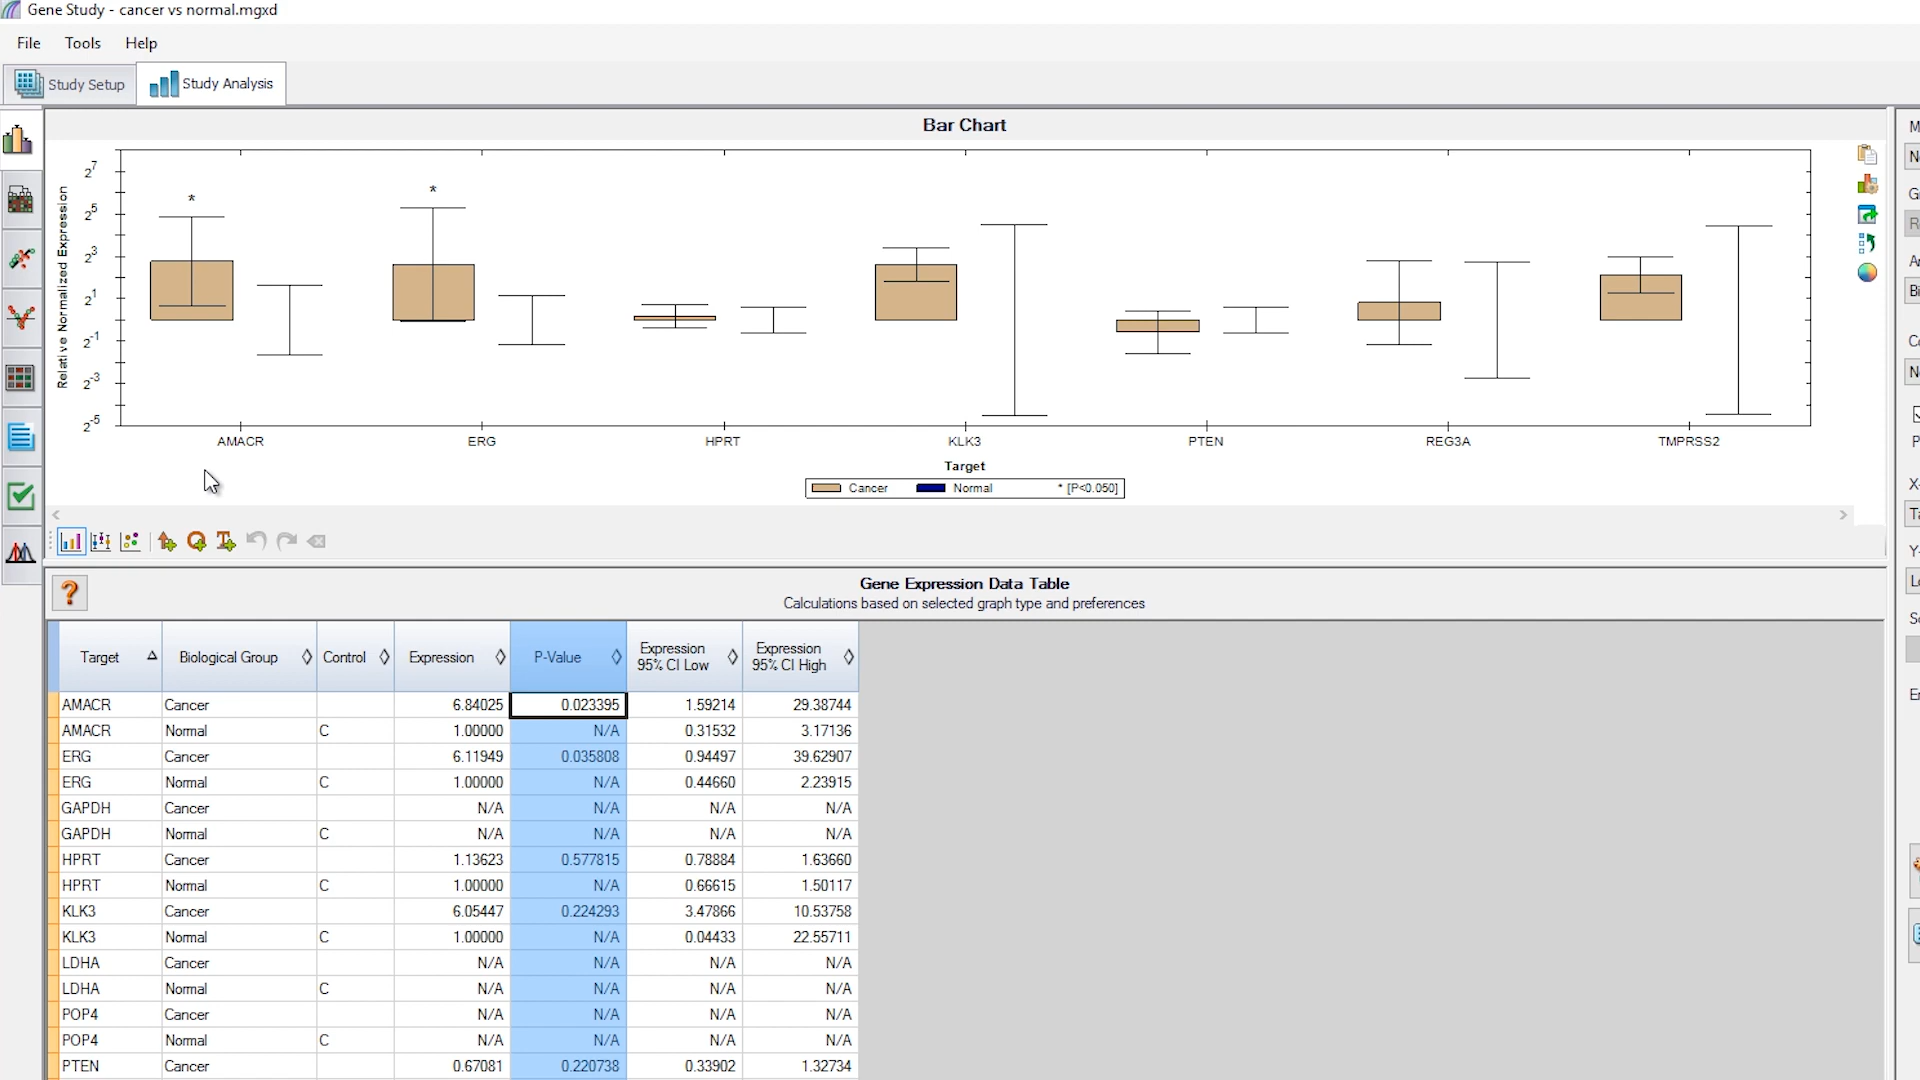 Gene Study - cancer vs normal.mgxd
File Tools Help
Study Setup Study Analysis
Bar Chart
Relative Normalized Expression
2^7
2^5
2^3
2^1
2^-1
2^-3
2^-5
* *
AMACR ERG HPRT KLK3 PTEN REG3A TMPRSS2
Target
Cancer Normal * [P<0.050]
Gene Expression Data Table
Calculations based on selected graph type and preferences
Target Biological Group Control Expression P-Value Expression 95% CI Low Expression 95% CI High
AMACR Cancer 6.84025 0.023395 1.59214 29.38744
AMACR Normal C 1.00000 N/A 0.31532 3.17136
ERG Cancer 6.11949 0.035808 0.94497 39.62907
ERG Normal C 1.00000 N/A 0.44660 2.23915
GAPDH Cancer N/A N/A N/A N/A
GAPDH Normal C N/A N/A N/A N/A
HPRT Cancer 1.13623 0.577815 0.78884 1.63660
HPRT Normal C 1.00000 N/A 0.66615 1.50117
KLK3 Cancer 6.05447 0.224293 3.47866 10.53758
KLK3 Normal C 1.00000 N/A 0.04433 22.55711
LDHA Cancer N/A N/A N/A N/A
LDHA Normal C N/A N/A N/A N/A
POP4 Cancer N/A N/A N/A N/A
POP4 Normal C N/A N/A N/A N/A
PTEN Cancer 0.67081 0.220738 0.33902 1.32734